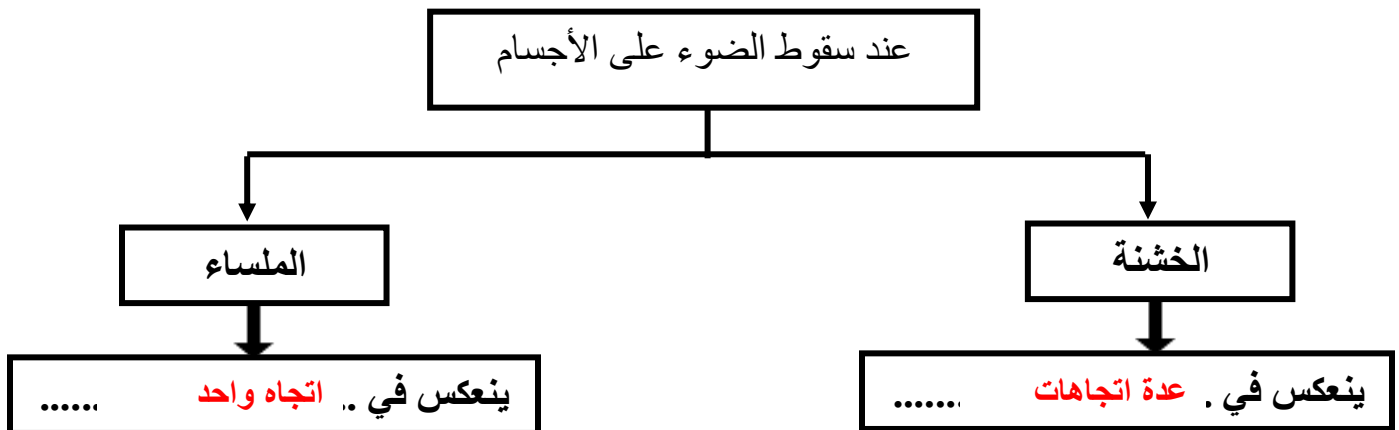 عند سقوط الضوء على الأجسام
الخشنة
الملساء
ينعكس في . عدة اتجاهات .......
ينعكس في .. اتجاه واحد ......